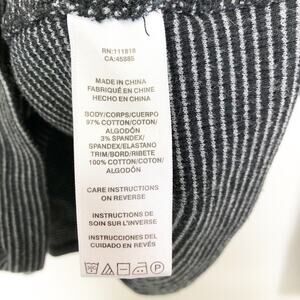 RN:111818
CA:45885
MADE IN CHINA
FABRIQUÉ EN CHINE
HECHO EN CHINA
BODY/CORPS/CUERPO
97% COTTON/COTON/
ALGODÓN
3% SPANDEX/
SPANDEX/ELASTANO
TRIM/BORD/RIBETE
100% COTTON/COTON/
ALGODÓN
CARE INSTRUCTIONS
ON REVERSE
INSTRUCTIONS DE
SOIN SUR L'INVERSE
INSTRUCCIONES DEL
CUIDADO EN REVÉS
P